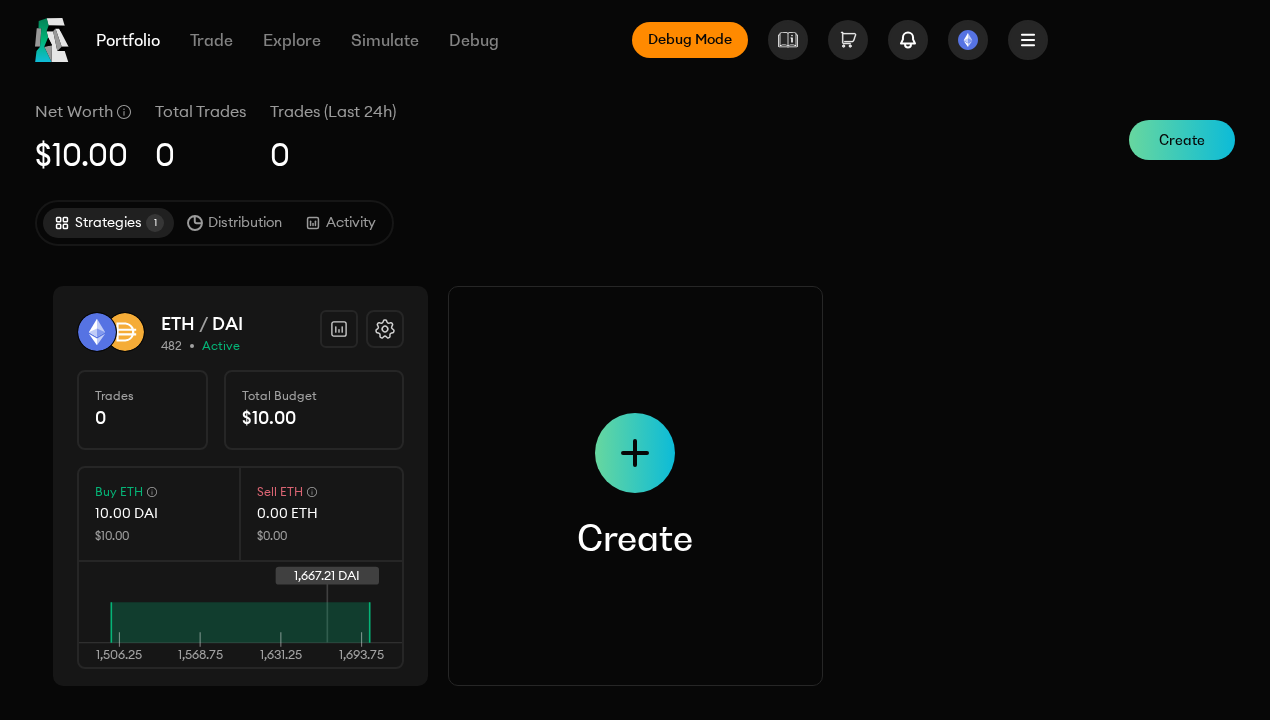 Portfolio Trade Explore Simulate Debug Debug Mode
Net Worth Total Trades Trades (Last 24h)
$10.00 0 0
Create
Strategies 1 Distribution Activity
ETH / DAI
482 • Active
Trades
0
Total Budget
$10.00
Buy ETH
10.00 DAI
$10.00
Sell ETH
0.00 ETH
$0.00
1,667.21 DAI
1,506.25 1,568.75 1,631.25 1,693.75
Create